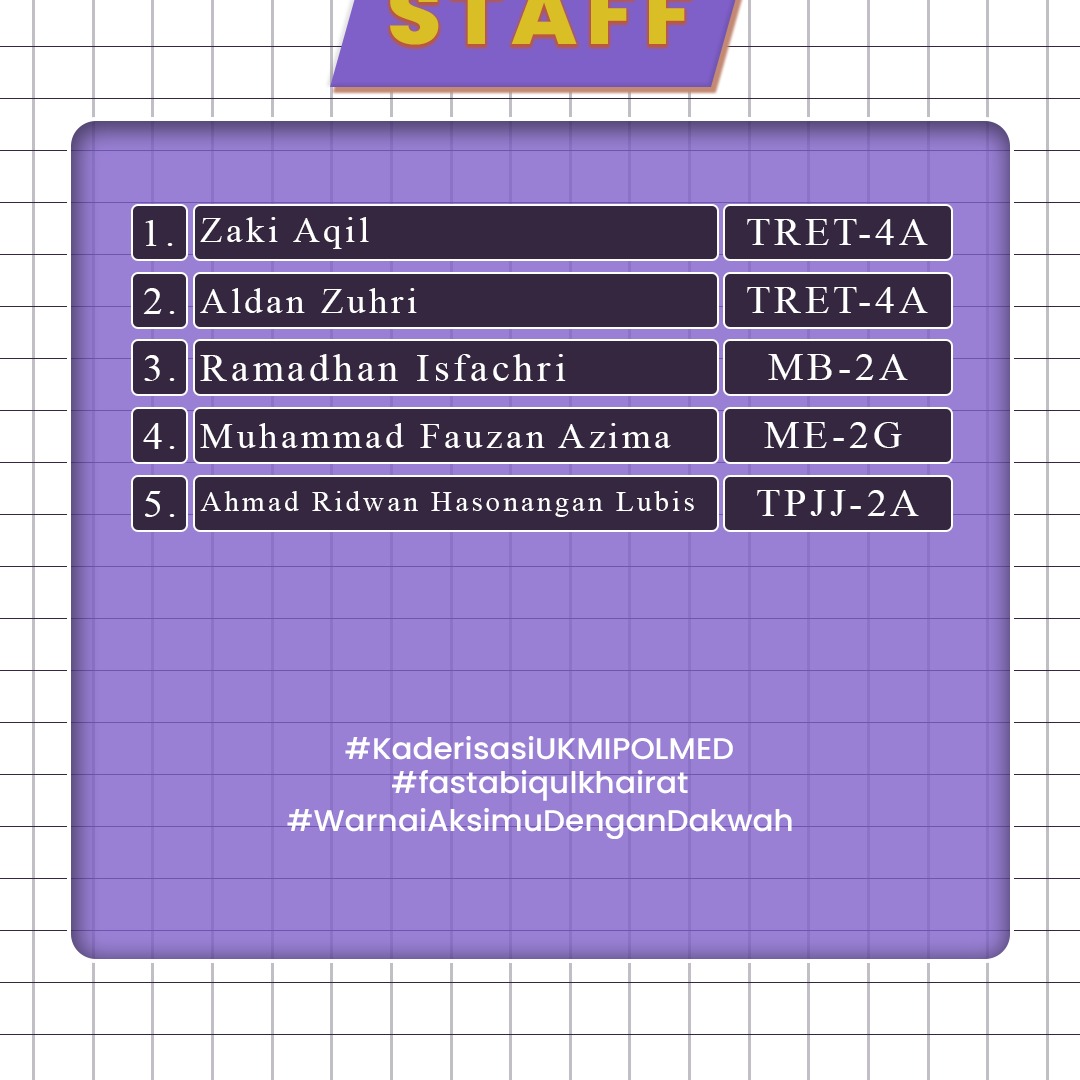 STAFF
1. Zaki Aqil TRET-4A
2. Aldan Zuhri TRET-4A
3. Ramadhan Isfachri MB-2A
4. Muhammad Fauzan Azima ME-2G
5. Ahmad Ridwan Hasonangan Lubis TPJJ-2A
#KaderisasiUKMIPOLMED
#fastabiqulkhairat
#WarnaiAksimuDenganDakwah